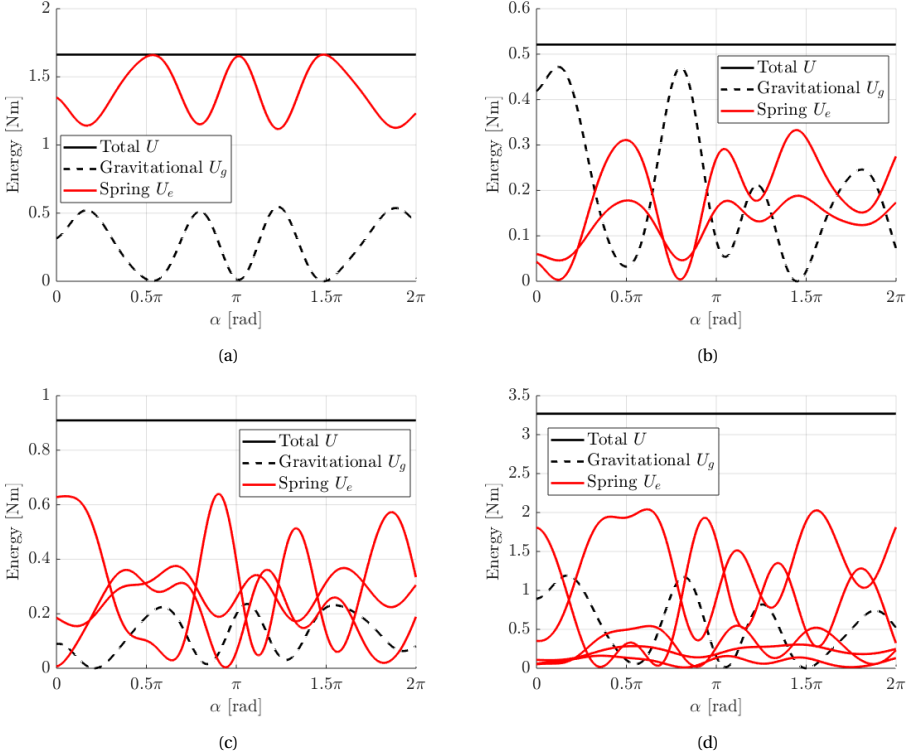 2
1.5
1
0.5
0
Energy [Nm]
Total U
Gravitational U_g
Spring U_e
0 0.5π π 1.5π 2π
α [rad]
(a)
0.6
0.5
0.4
0.3
0.2
0.1
0
Energy [Nm]
Total U
Gravitational U_g
Spring U_e
0 0.5π π 1.5π 2π
α [rad]
(b)
1
0.8
0.6
0.4
0.2
0
Energy [Nm]
Total U
Gravitational U_g
Spring U_e
0 0.5π π 1.5π 2π
α [rad]
(c)
3.5
3
2.5
2
1.5
1
0.5
0
Energy [Nm]
Total U
Gravitational U_g
Spring U_e
0 0.5π π 1.5π 2π
α [rad]
(d)